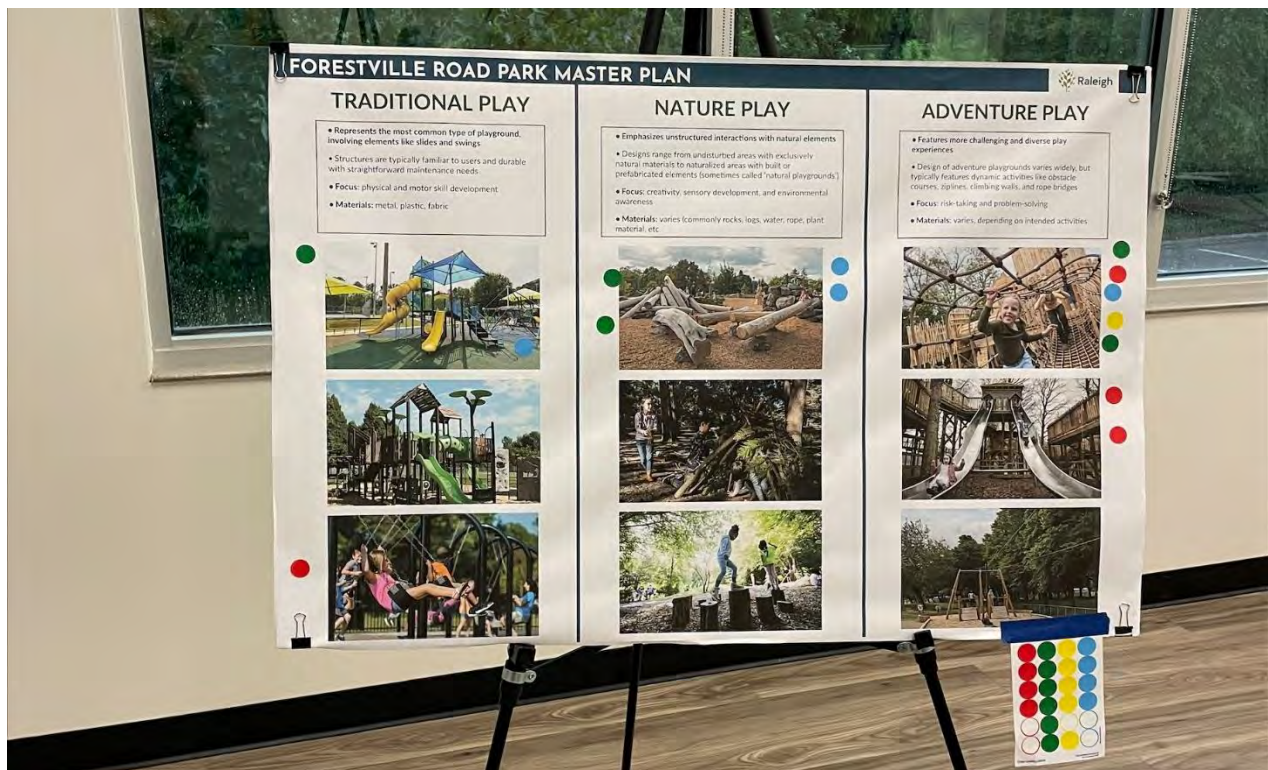 FORESTVILLE ROAD PARK MASTER PLAN
Raleigh
TRADITIONAL PLAY
• Represents the most common type of playground,
involving elements like slides and swings
• Structures are typically familiar to users and durable
with straightforward maintenance needs
• Focus: physical and motor skill development
• Materials: metal, plastic, fabric
NATURE PLAY
• Emphasizes unstructured interactions with natural elements
• Designs range from undisturbed areas with exclusively
natural materials to naturalized areas with built or
prefabricated elements (sometimes called 'natural playgrounds')
• Focus: creativity, sensory development, and environmental
awareness
• Materials: varies (commonly rocks, logs, water, rope, plant
material, etc
ADVENTURE PLAY
• Features more challenging and diverse play
experiences
• Design of adventure playgrounds varies widely, but
typically features dynamic activities like obstacle
courses, ziplines, climbing walls, and rope bridges
• Focus: risk-taking and problem-solving
• Materials: varies, depending on intended activities